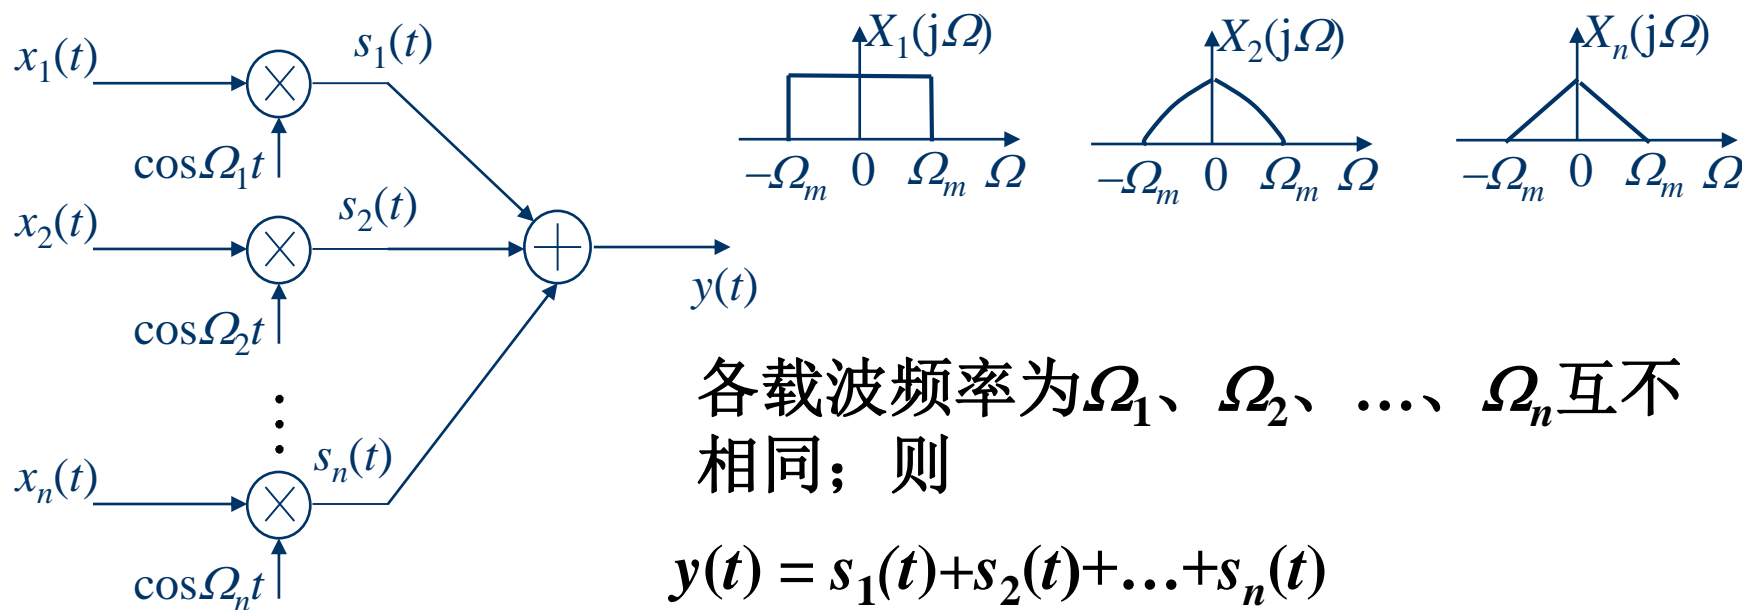 x₁(t)
s₁(t)
cosΩ₁t
x₂(t)
s₂(t)
cosΩ₂t
y(t)
⋮
xₙ(t)
sₙ(t)
cosΩₙt
X₁(jΩ)
−Ωₘ 0 Ωₘ Ω
X₂(jΩ)
−Ωₘ 0 Ωₘ Ω
Xₙ(jΩ)
−Ωₘ 0 Ωₘ Ω
各载波频率为Ω₁、Ω₂、…、Ωₙ互不
相同；则
y(t) = s₁(t)+s₂(t)+…+sₙ(t)